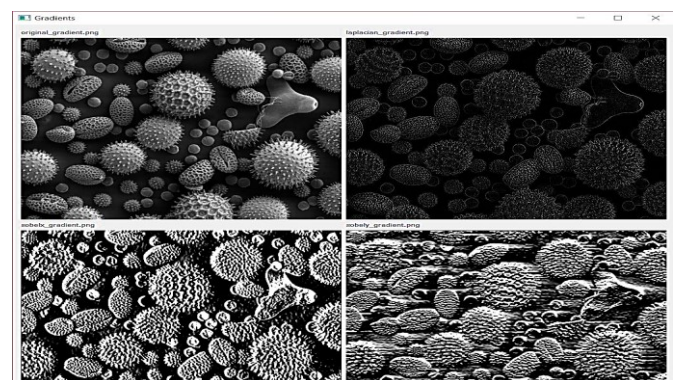 Gradients
original_gradient.png
laplacian_gradient.png
sobelx_gradient.png
sobely_gradient.png